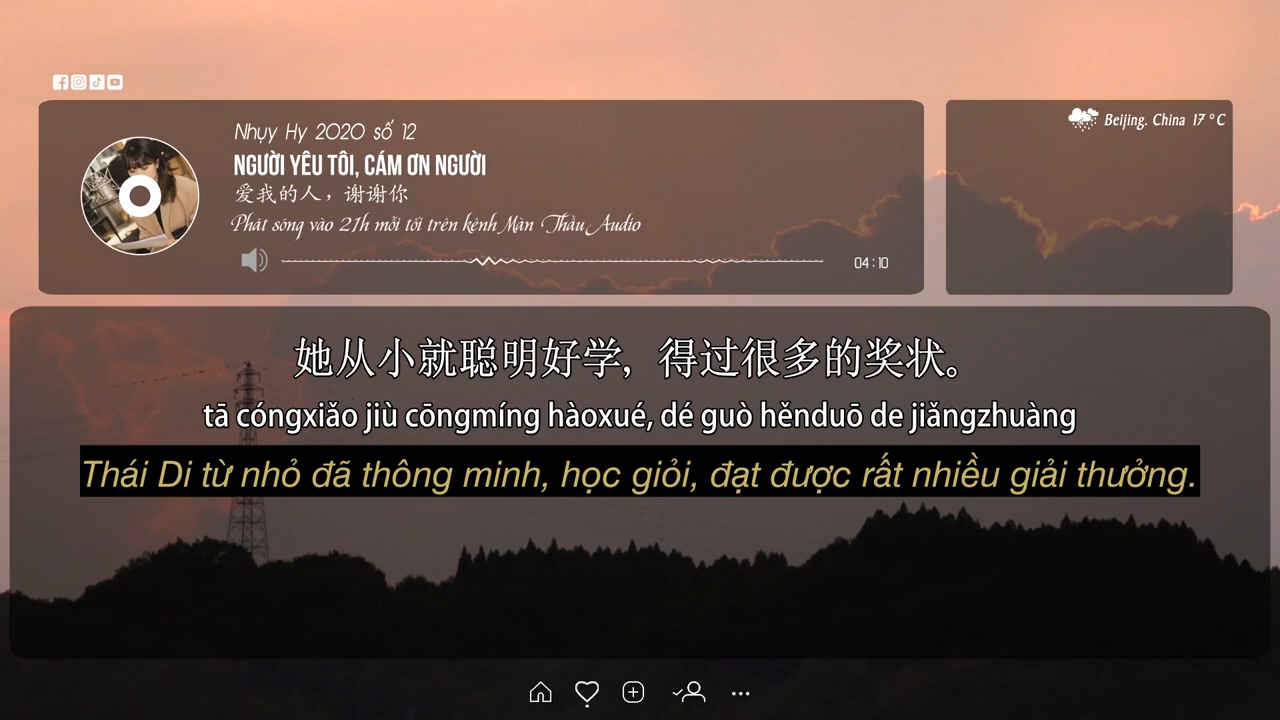 Nhụy Hy 2020 số 12
NGƯỜI YÊU TÔI, CÁM ƠN NGƯỜI
爱我的人，谢谢你
Phát sóng vào 21h mỗi tối trên kênh Màn Thầu Audio
04:10
Beijing. China 17 °C
她从小就聪明好学，得过很多的奖状。
tā cóngxiǎo jiù cōngmíng hàoxué, dé guò hěnduō de jiǎngzhuàng
Thái Di từ nhỏ đã thông minh, học giỏi, đạt được rất nhiều giải thưởng.